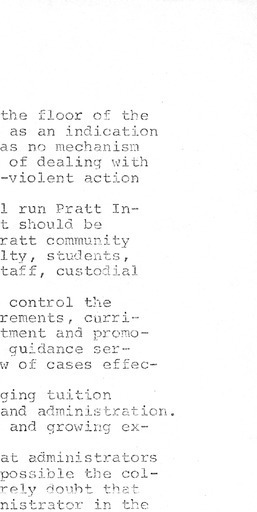 the floor of the
as an indication
as no mechanism
of dealing with
-violent action
l run Pratt In-
t should be
ratt community
lty, students,
taff, custodial
control the
rements, curri-
tment and promo-
guidance ser-
w of cases effec-
ging tuition
and administration.
and growing ex-
at administrators
possible the col-
rely doubt that
nistrator in the